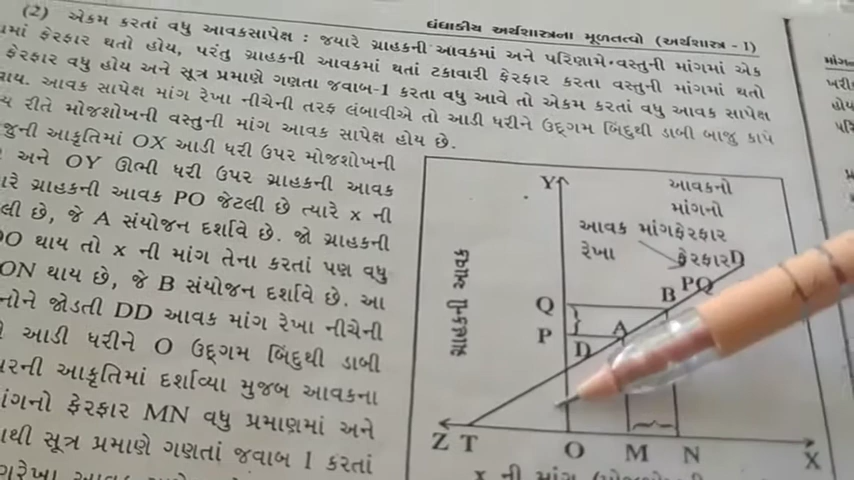 ધંધાકીય અર્થશાસ્ત્રના મૂળતત્વો (અર્થશાસ્ત્ર - I)
(2) એકમ કરતાં વધુ આવકસાપેક્ષ : જ્યારે ગ્રાહકની આવકમાં અને પરિણામે વસ્તુની માંગમાં એક
ફેરફાર થતો હોય, પરંતુ ગ્રાહકની આવકમાં થતાં ટકાવારી ફેરફાર કરતા વસ્તુની માંગમાં થતો
ફેરફાર વધુ હોય અને સૂત્ર પ્રમાણે ગણતા જવાબ-1 કરતા વધુ આવે તો એકમ કરતાં વધુ આવક સાપેક્ષ
આવક સાપેક્ષ માંગ રેખા નીચેની તરફ લંબાવીએ તો આડી ધરીને ઉદ્દગમ બિંદુથી ડાબી બાજુ કાપે
રીતે મોજશોખની વસ્તુની માંગ આવક સાપેક્ષ હોય છે.
આકૃતિમાં OX આડી ધરી ઉપર મોજશોખની
અને OY ઊભી ધરી ઉપર ગ્રાહકની આવક
ગ્રાહકની આવક PO જેટલી છે ત્યારે x ની
છે, જે A સંયોજન દર્શાવે છે. જો ગ્રાહકની
થાય તો x ની માંગ તેના કરતાં પણ વધુ
ON થાય છે, જે B સંયોજન દર્શાવે છે. આ
જોડતી DD આવક માંગ રેખા નીચેની
આડી ધરીને O ઉદ્દગમ બિંદુથી ડાબી
આકૃતિમાં દર્શાવ્યા મુજબ આવકના
ફેરફાર MN વધુ પ્રમાણમાં અને
સૂત્ર પ્રમાણે ગણતાં જવાબ 1 કરતાં
Y
આવકનો
માંગનો
આવક માંગફેરફાર
રેખા
ફેરફાર D
PQ
B
Q
A
P
D
ગ્રાહકની આવક
Z T O M N X
x ની માંગ